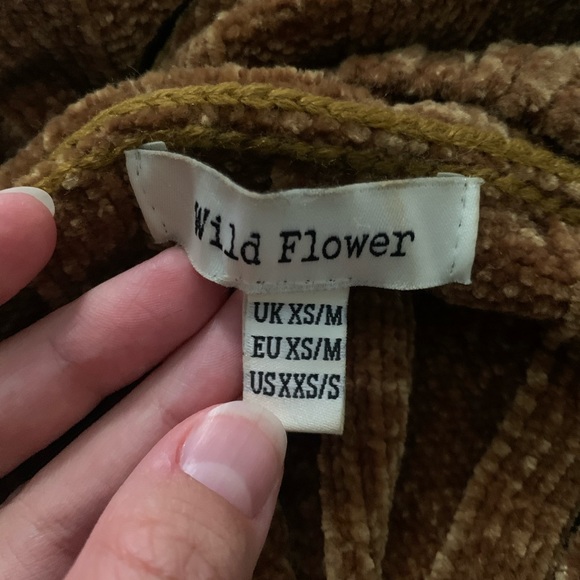 Wild Flower
UK XS/M
EU XS/M
US XXS/S